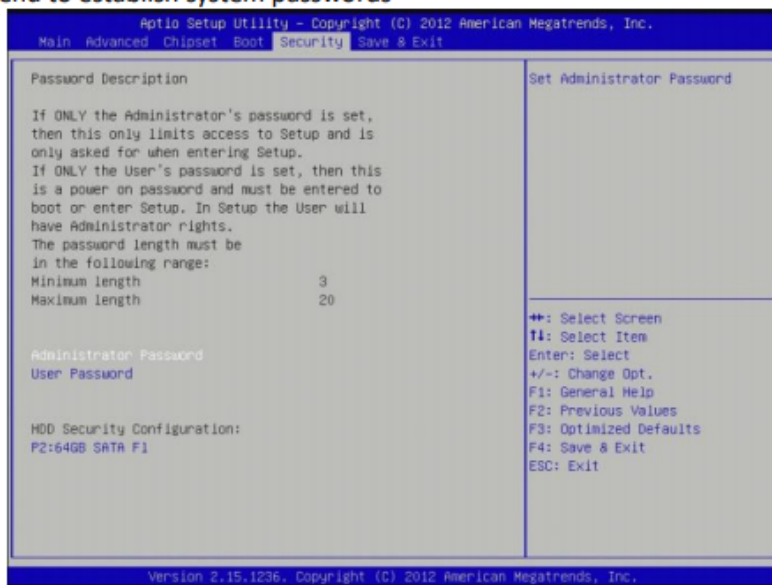 to establish system passwords
Aptio Setup Utility – Copyright (C) 2012 American Megatrends, Inc.
Main Advanced Chipset Boot Security Save & Exit
Password Description
If ONLY the Administrator's password is set,
then this only limits access to Setup and is
only asked for when entering Setup.
If ONLY the User's password is set, then this
is a power on password and must be entered to
boot or enter Setup. In Setup the User will
have Administrator rights.
The password length must be
in the following range:
Minimum length 3
Maximum length 20
Administrator Password
User Password
HDD Security Configuration:
P2:64GB SATA F1
Set Administrator Password
↔: Select Screen
↑↓: Select Item
Enter: Select
+/-: Change Opt.
F1: General Help
F2: Previous Values
F3: Optimized Defaults
F4: Save & Exit
ESC: Exit
Version 2.15.1236. Copyright (C) 2012 American Megatrends, Inc.